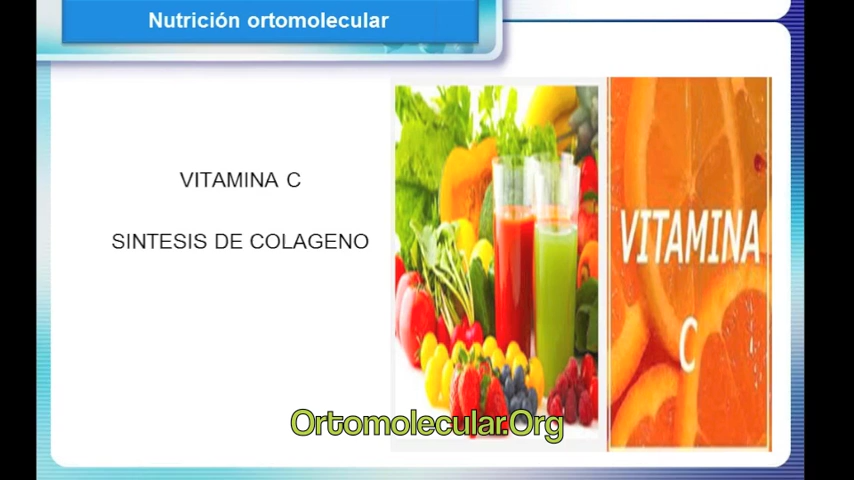 Nutrición ortomolecular
VITAMINA C
SINTESIS DE COLAGENO
VITAMINA
C
Ortomolecular.Org